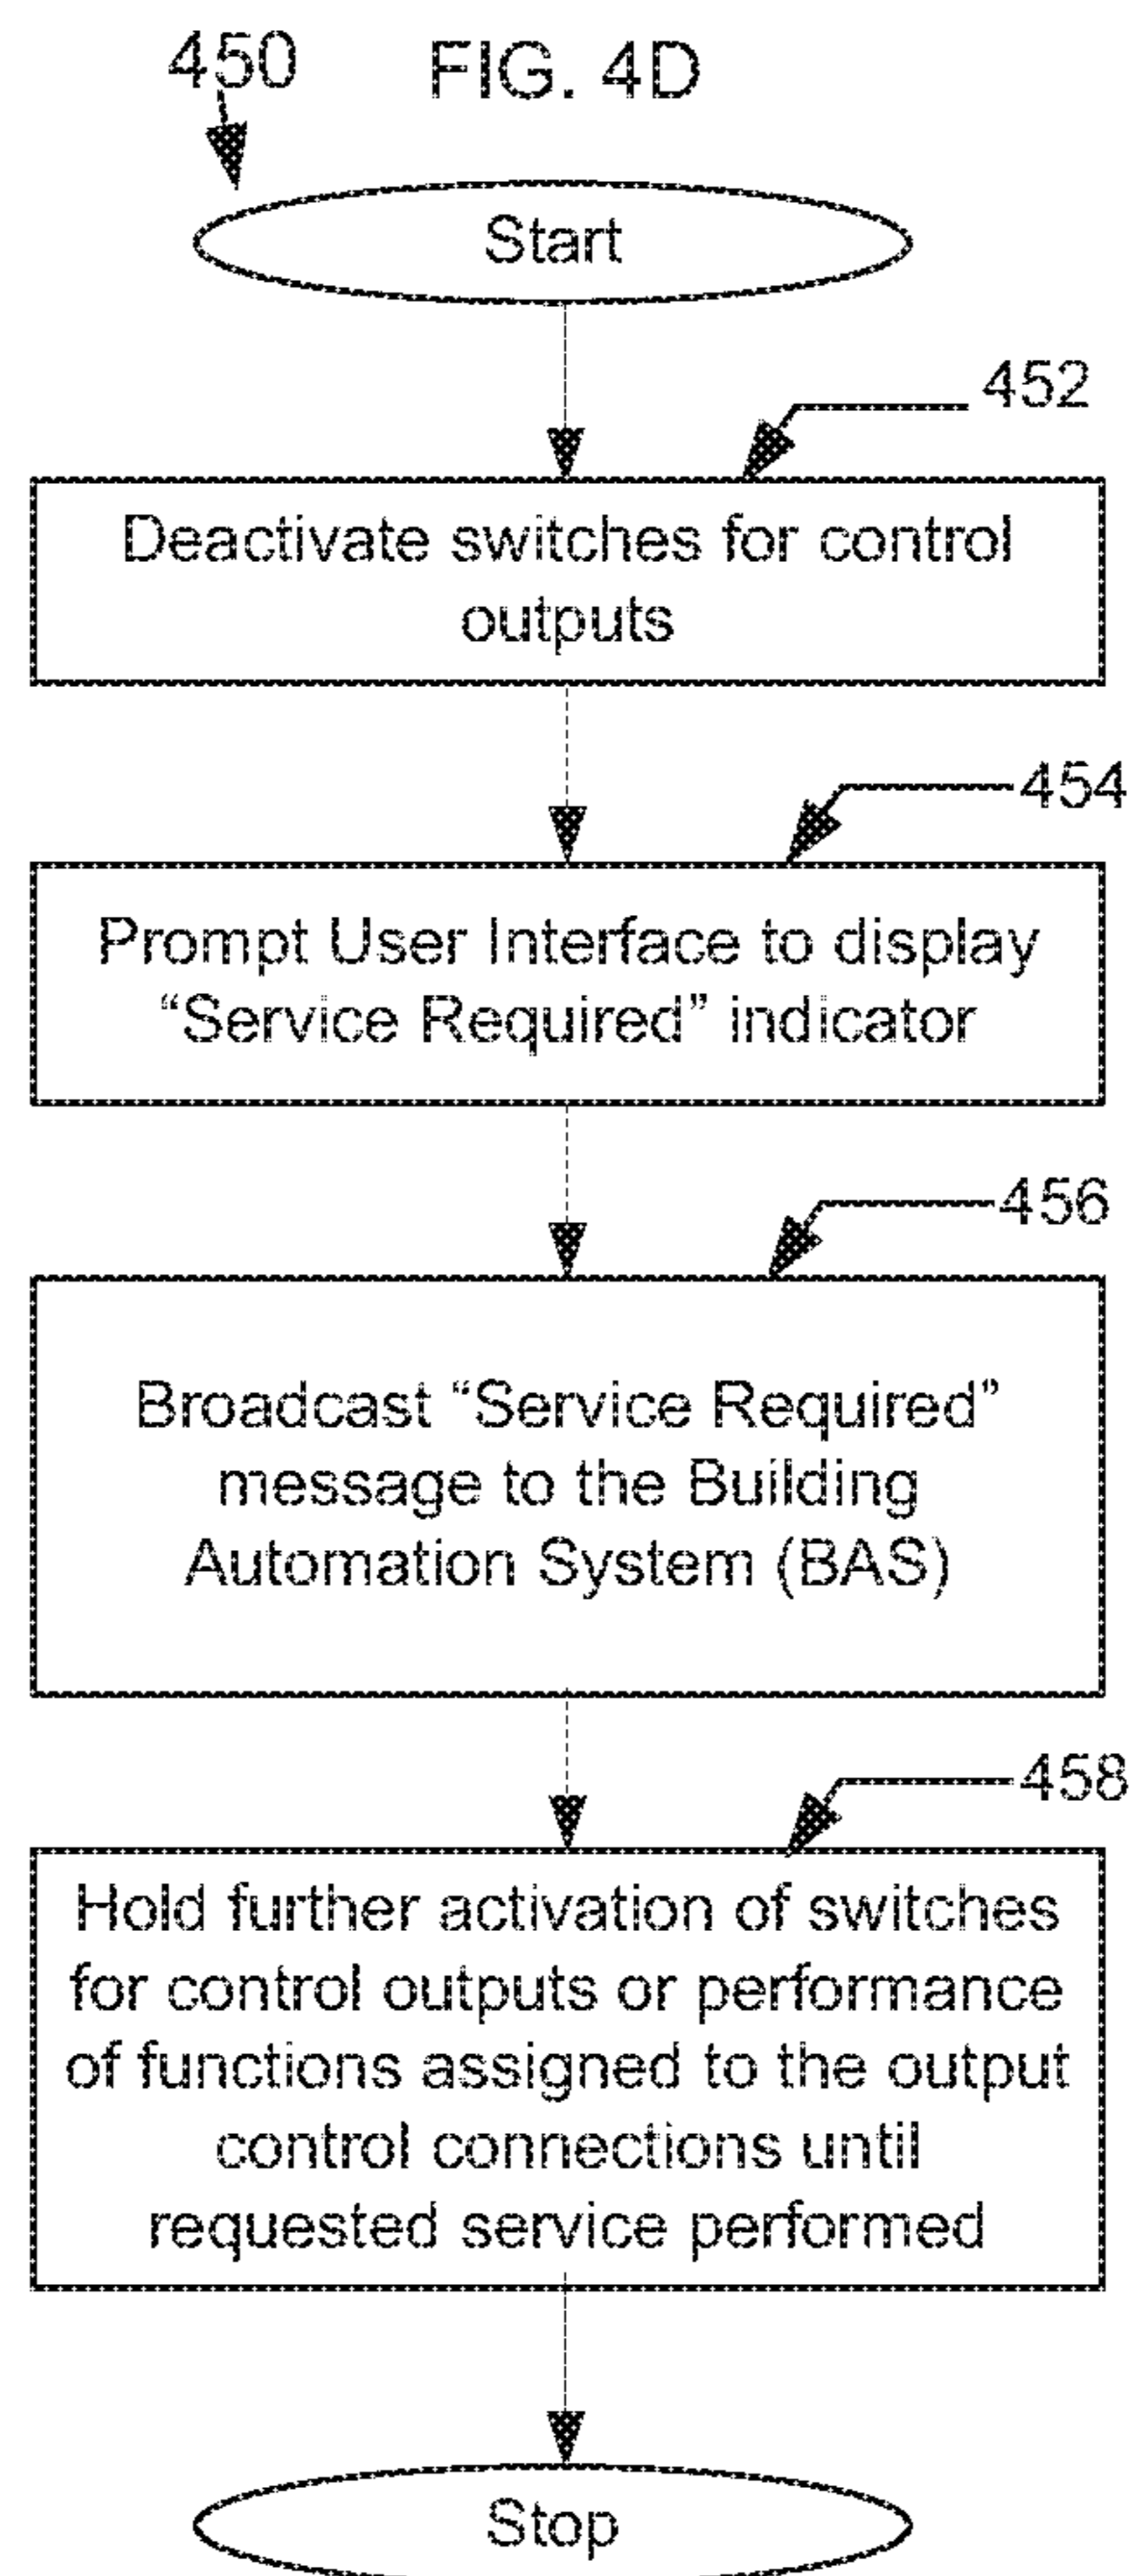 450 FIG. 4D
Start
452
Deactivate switches for control
outputs
454
Prompt User Interface to display
“Service Required” indicator
456
Broadcast “Service Required”
message to the Building
Automation System (BAS)
458
Hold further activation of switches
for control outputs or performance
of functions assigned to the output
control connections until
requested service performed
Stop